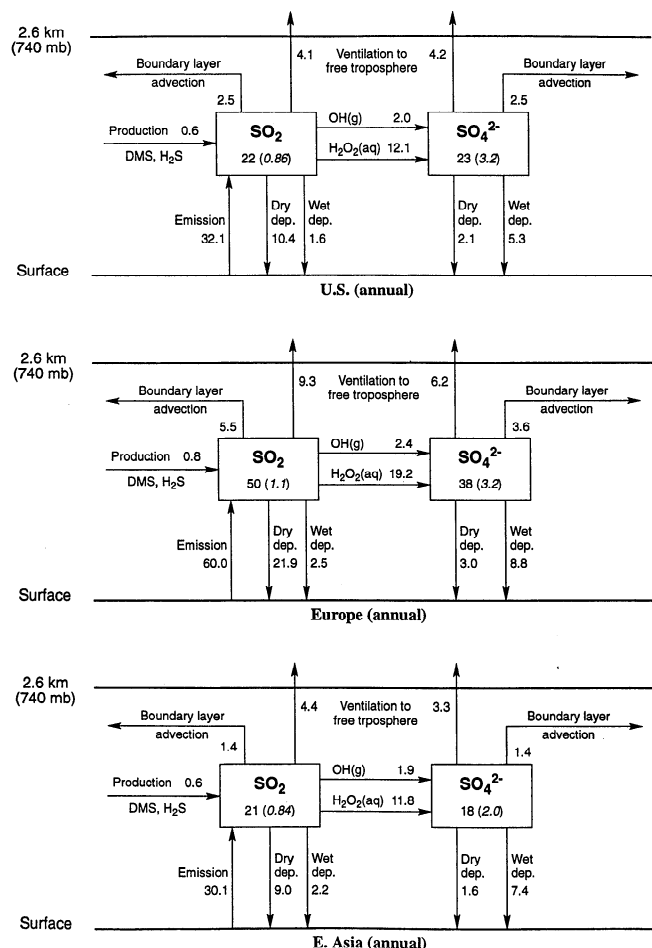 2.6 km
(740 mb)
Boundary layer
advection
4.1
Ventilation to
free troposphere
4.2
Boundary layer
advection
2.5
2.5
Production 0.6
DMS, H2S
SO2
22 (0.86)
OH(g) 2.0
H2O2(aq) 12.1
SO4 2-
23 (3.2)
Emission
32.1
Dry
dep.
10.4
Wet
dep.
1.6
Dry
dep.
2.1
Wet
dep.
5.3
Surface
U.S. (annual)
2.6 km
(740 mb)
Boundary layer
advection
9.3
Ventilation to
free troposphere
6.2
Boundary layer
advection
5.5
3.6
Production 0.8
DMS, H2S
SO2
50 (1.1)
OH(g) 2.4
H2O2(aq) 19.2
SO4 2-
38 (3.2)
Emission
60.0
Dry
dep.
21.9
Wet
dep.
2.5
Dry
dep.
3.0
Wet
dep.
8.8
Surface
Europe (annual)
2.6 km
(740 mb)
Boundary layer
advection
4.4
Ventilation to
free trposphere
3.3
Boundary layer
advection
1.4
1.4
Production 0.6
DMS, H2S
SO2
21 (0.84)
OH(g) 1.9
H2O2(aq) 11.8
SO4 2-
18 (2.0)
Emission
30.1
Dry
dep.
9.0
Wet
dep.
2.2
Dry
dep.
1.6
Wet
dep.
7.4
Surface
E. Asia (annual)